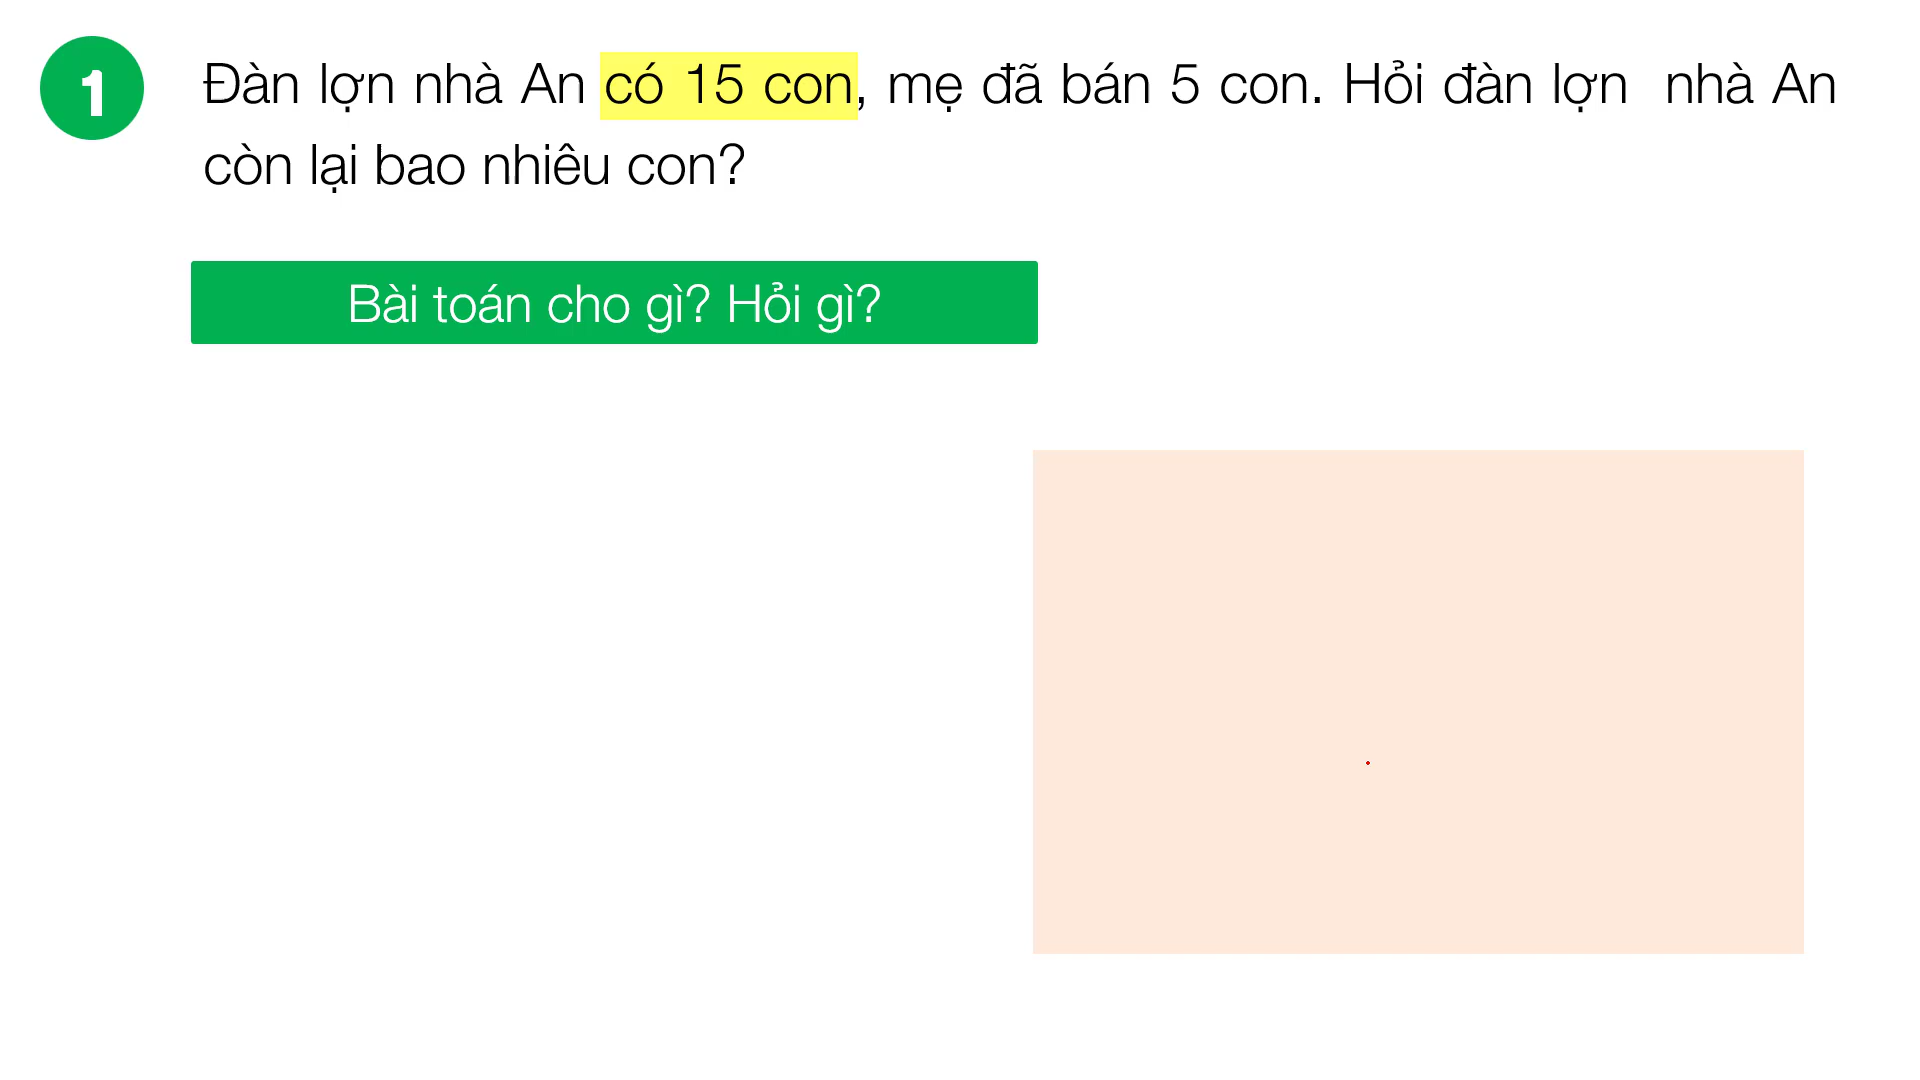 1
Đàn lợn nhà An có 15 con, mẹ đã bán 5 con. Hỏi đàn lợn nhà An
còn lại bao nhiêu con?
Bài toán cho gì? Hỏi gì?